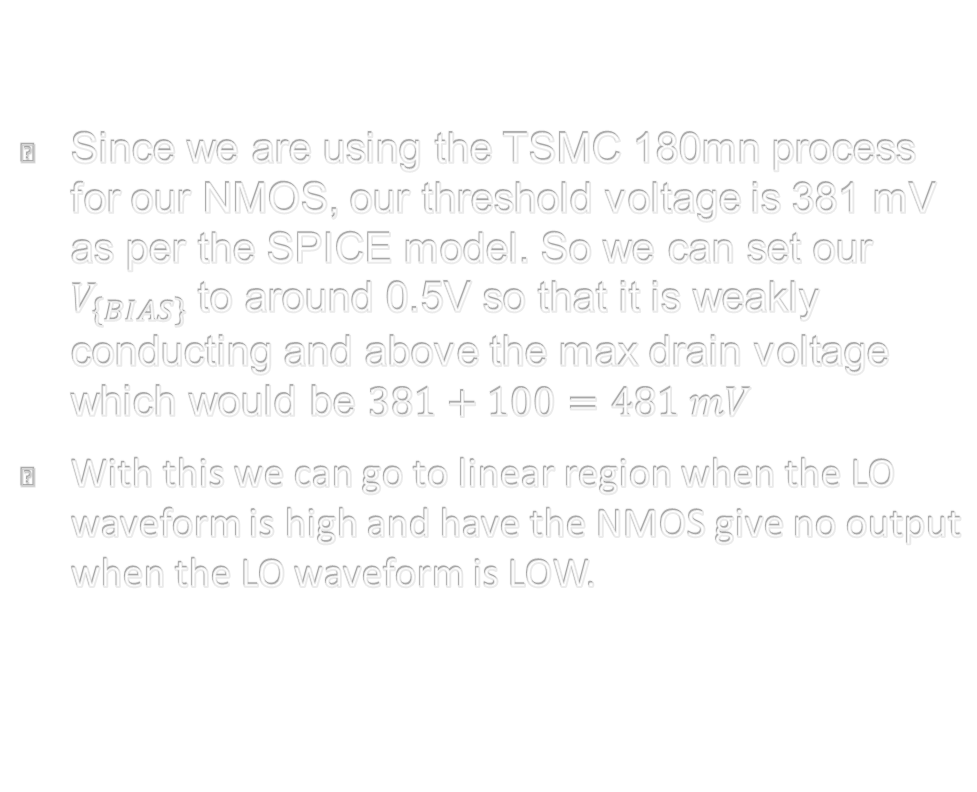 Since we are using the TSMC 180mn process
for our NMOS, our threshold voltage is 381 mV
as per the SPICE model. So we can set our
V_{BIAS} to around 0.5V so that it is weakly
conducting and above the max drain voltage
which would be 381 + 100 = 481 mV
With this we can go to linear region when the LO
waveform is high and have the NMOS give no output
when the LO waveform is LOW.